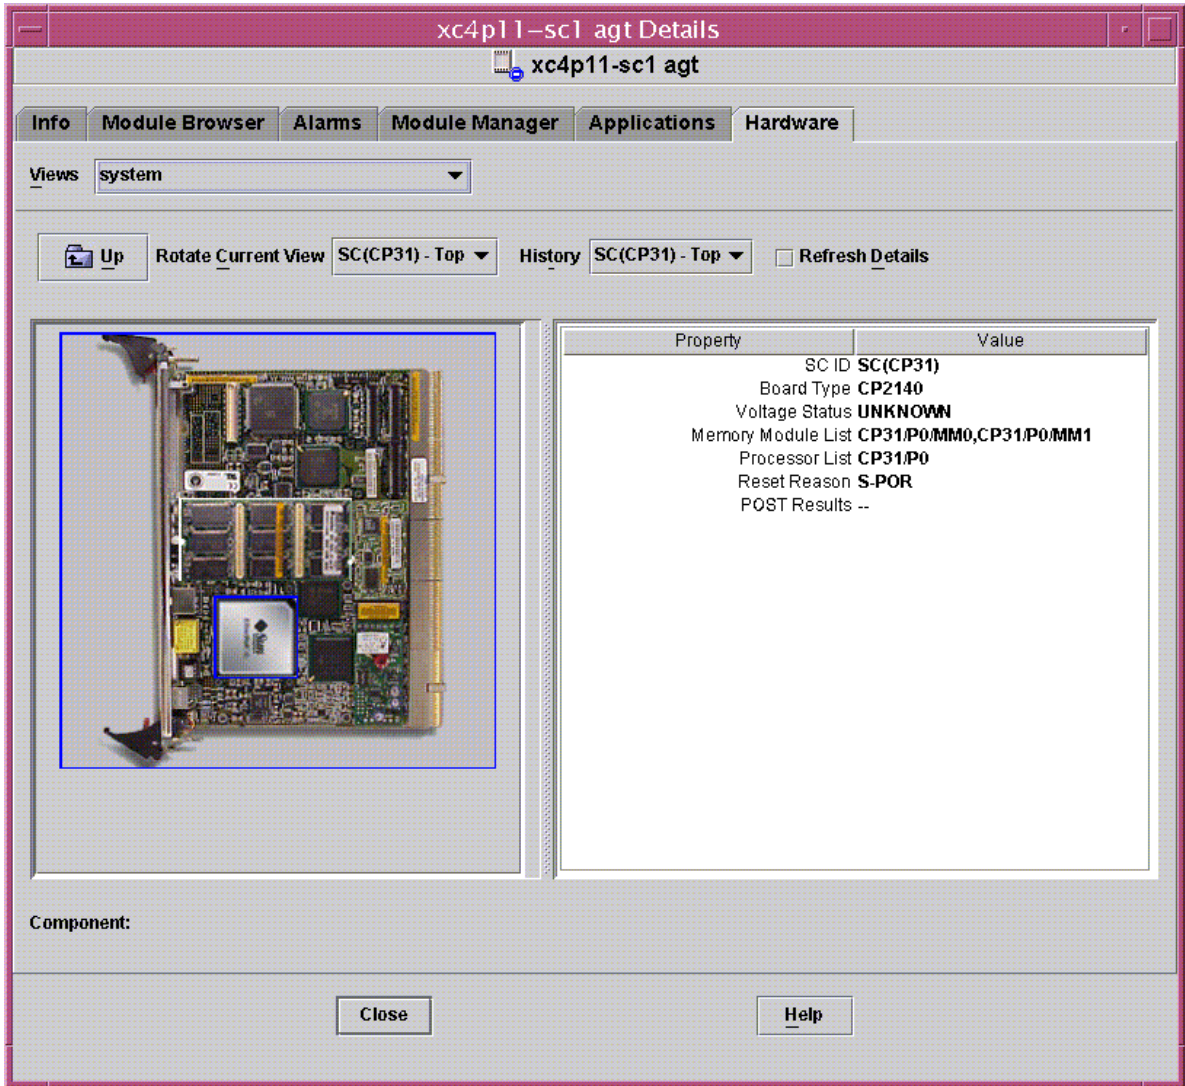 xc4p11-sc1 agt Details
xc4p11-sc1 agt
Info Module Browser Alarms Module Manager Applications Hardware
Views system
Up Rotate Current View SC(CP31) - Top History SC(CP31) - Top Refresh Details
Property Value
SC ID SC(CP31)
Board Type CP2140
Voltage Status UNKNOWN
Memory Module List CP31/P0/MM0,CP31/P0/MM1
Processor List CP31/P0
Reset Reason S-POR
POST Results --
Sun
Component:
Close Help